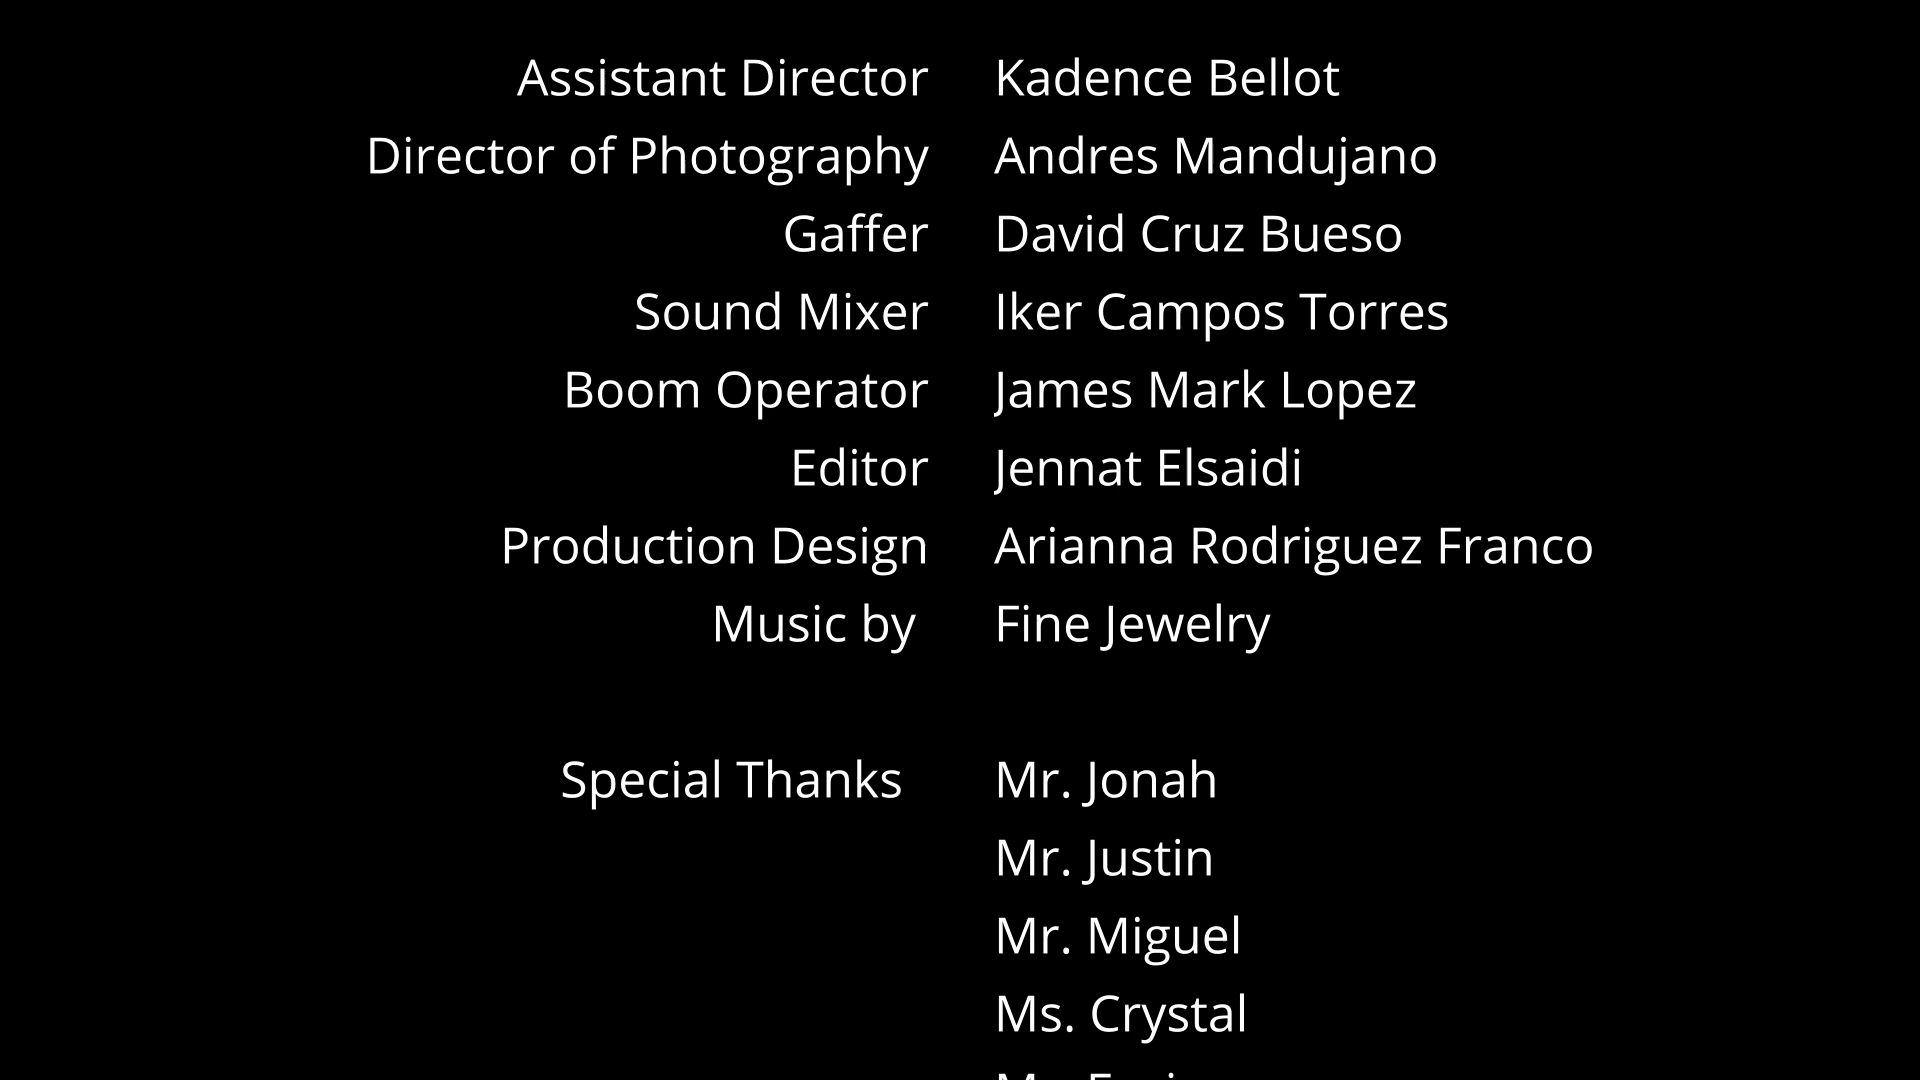 Assistant Director Kadence Bellot
Director of Photography Andres Mandujano
Gaffer David Cruz Bueso
Sound Mixer Iker Campos Torres
Boom Operator James Mark Lopez
Editor Jennat Elsaidi
Production Design Arianna Rodriguez Franco
Music by Fine Jewelry
Special Thanks Mr. Jonah
Mr. Justin
Mr. Miguel
Ms. Crystal